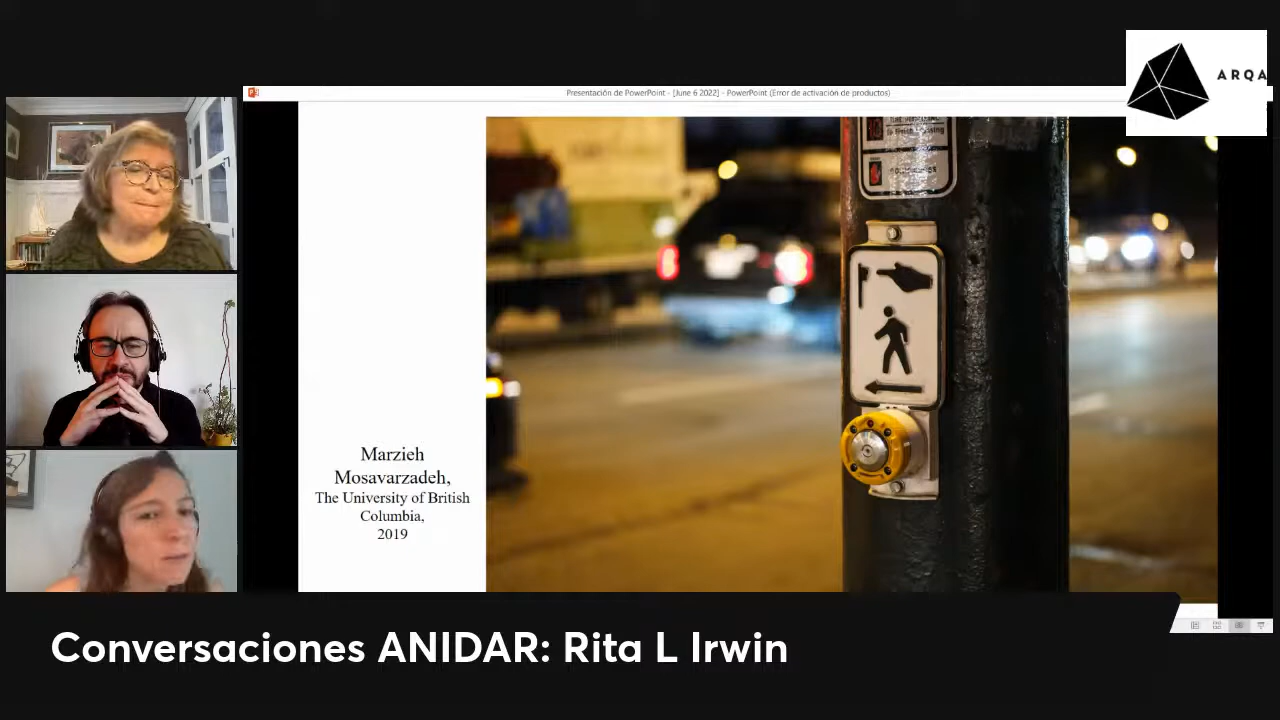 Presentación de PowerPoint - [June 6 2022] - PowerPoint (Error de activación de productos)
ARQA
Marzieh
Mosavarzadeh,
The University of British
Columbia,
2019
Conversaciones ANIDAR: Rita L Irwin